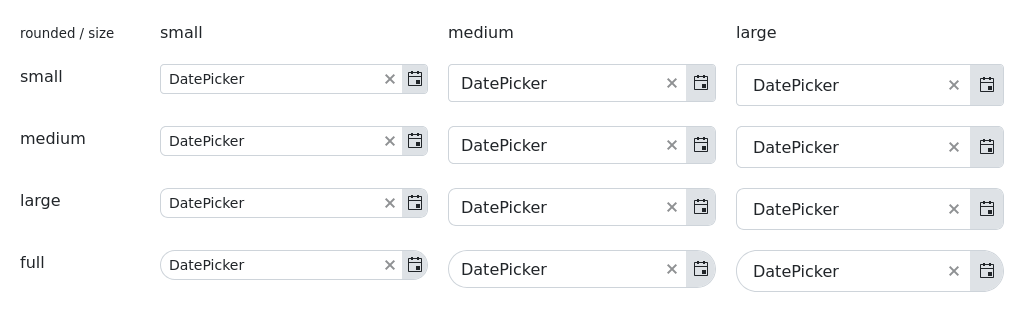 rounded / size small medium large
small DatePicker DatePicker DatePicker
medium DatePicker DatePicker DatePicker
large DatePicker DatePicker DatePicker
full DatePicker DatePicker DatePicker